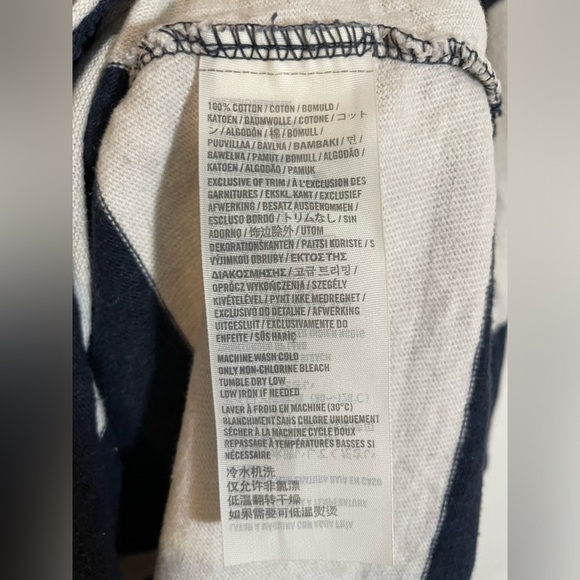 100% COTTON / COTON / BOMULD /
KATOEN / BAUMWOLLE / COTONE / コット
ン / ALGODÓN / 棉 / BOMULL /
PUUVILLAA / BAVLNA / BAMBAKI / 면 /
BAWEŁNA / PAMUT / BOMULL / ALGODÃO /
KATOEN / ALGODÃO / PAMUK
EXCLUSIVE OF TRIM / À L'EXCLUSION DES
GARNITURES / EKSKL. KANT / EXCLUSIEF
AFWERKING / BESATZ AUSGENOMMEN /
ESCLUSO BORDO / トリムなし / SIN
ADORNO / 饰边除外 / UTOM
DEKORATIONSKANTEN / PAITSI KORISTE / S
VÝJIMKOU OBRUBY / ΕΚΤΟΣ ΤΗΣ
ΔΙΑΚΟΣΜΗΣΗΣ / 고급 트리밍 /
OPRÓCZ WYKOŃCZENIA / SZEGÉLY
KIVÉTELÉVEL / PYNT IKKE MEDREGNET /
EXCLUSIVO DO DETALHE / AFWERKING
UITGESLUIT / EXCLUSIVAMENTE DO
ENFEITE / SÜS HARİÇ
MACHINE WASH COLD
ONLY NON-CHLORINE BLEACH
TUMBLE DRY LOW
LOW IRON IF NEEDED
LAVER À FROID EN MACHINE (30°C)
BLANCHIMENT SANS CHLORE UNIQUEMENT
SÉCHER À LA MACHINE CYCLE DOUX
REPASSAGE À TEMPÉRATURES BASSES SI
NÉCESSAIRE
冷水机洗
仅允许非氯漂
低温翻转干燥
如果需要可低温熨烫